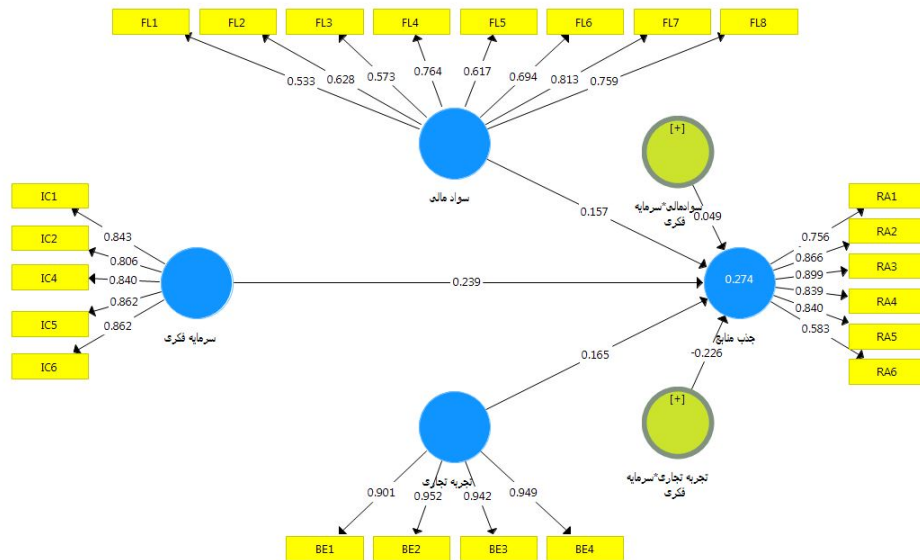 FL1 FL2 FL3 FL4 FL5 FL6 FL7 FL8
0.533 0.628 0.573 0.764 0.617 0.694 0.813 0.759
[+]
سواد مالی
سوادمالی*سرمایه
فکری
0.157
0.049
IC1
IC2
IC4
IC5
IC6
0.843
0.806
0.840
0.862
0.862
سرمایه فکری
0.239
0.274
جذب منابع
RA1
RA2
RA3
RA4
RA5
RA6
0.756
0.866
0.899
0.839
0.840
0.583
0.165
-0.226
[+]
تجربه تجاری
تجربه تجاری*سرمایه
فکری
0.901 0.952 0.942 0.949
BE1 BE2 BE3 BE4